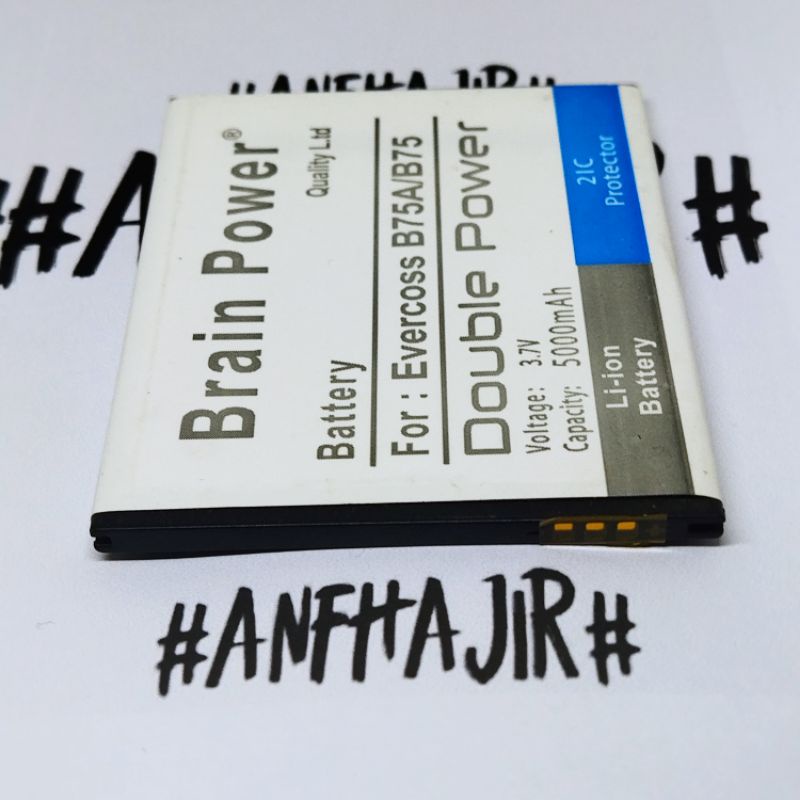 #ANFHAJIR#
Brain Power®
Quality Ltd
Battery
For : Evercoss B75A/B75
Double Power
Voltage: 3.7V
Capacity: 5000mAh
2IC
Protector
Li-ion
Battery
#ANFHAJIR#